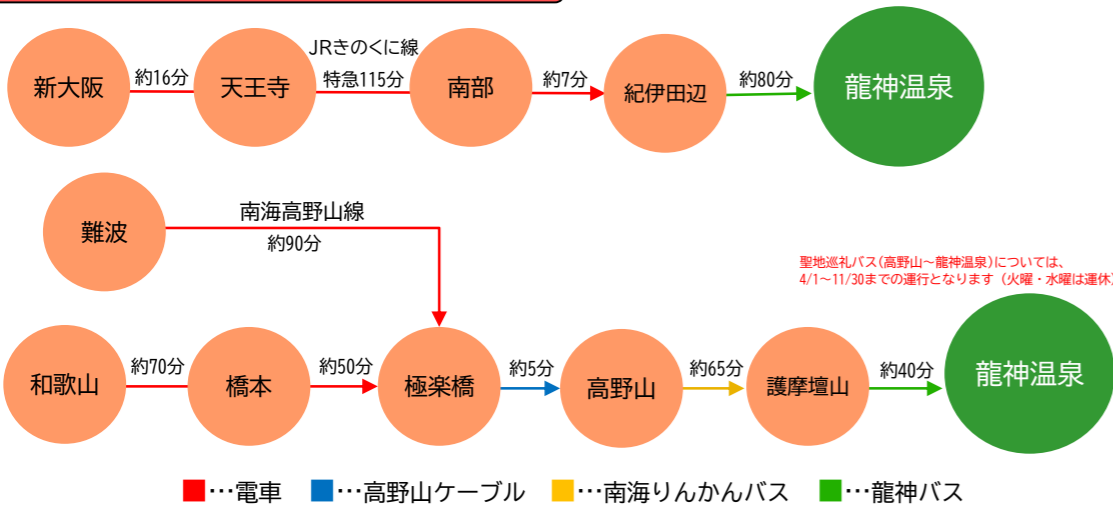 JRきのくに線
新大阪
約16分
天王寺
特急115分
南部
約7分
紀伊田辺
約80分
龍神温泉
難波
南海高野山線
約90分
聖地巡礼バス(高野山～龍神温泉)については、
4/1～11/30までの運行となります（火曜・水曜は運休）
和歌山
約70分
橋本
約50分
極楽橋
約5分
高野山
約65分
護摩壇山
約40分
龍神温泉
■…電車 ■…高野山ケーブル ■…南海りんかんバス ■…龍神バス